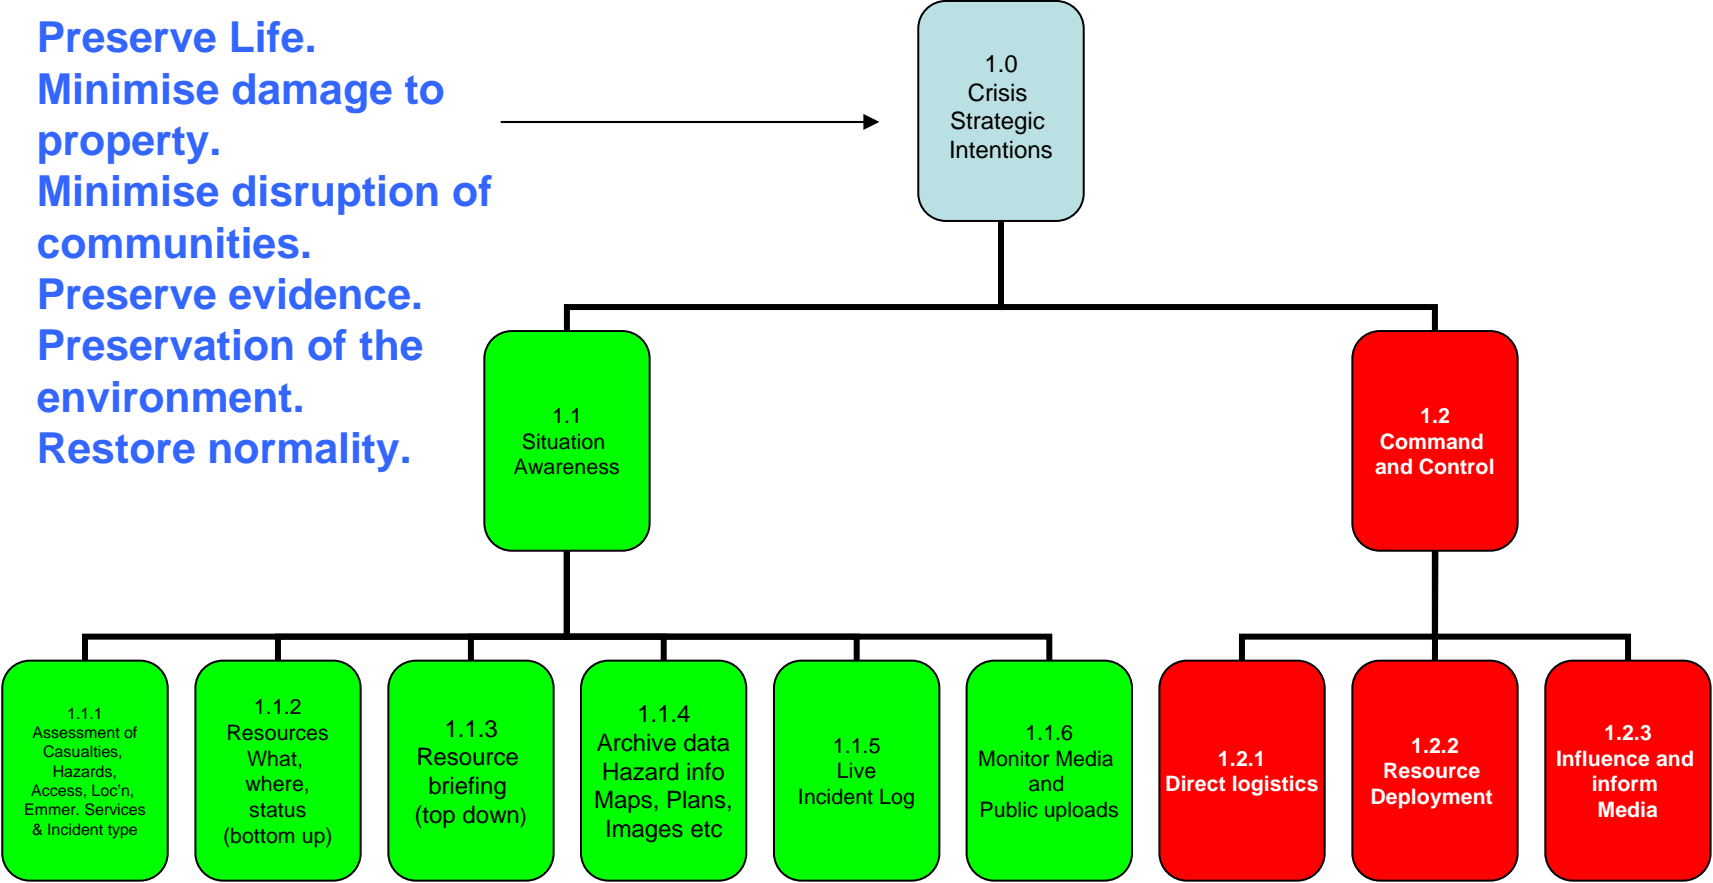 Preserve Life.
Minimise damage to
property.
Minimise disruption of
communities.
Preserve evidence.
Preservation of the
environment.
Restore normality.
1.0
Crisis
Strategic
Intentions
1.1
Situation
Awareness
1.2
Command
and Control
1.1.1
Assessment of
Casualties,
Hazards,
Access, Loc'n,
Emmer. Services
& Incident type
1.1.2
Resources
What,
where,
status
(bottom up)
1.1.3
Resource
briefing
(top down)
1.1.4
Archive data
Hazard info
Maps, Plans,
Images etc
1.1.5
Live
Incident Log
1.1.6
Monitor Media
and
Public uploads
1.2.1
Direct logistics
1.2.2
Resource
Deployment
1.2.3
Influence and
inform
Media